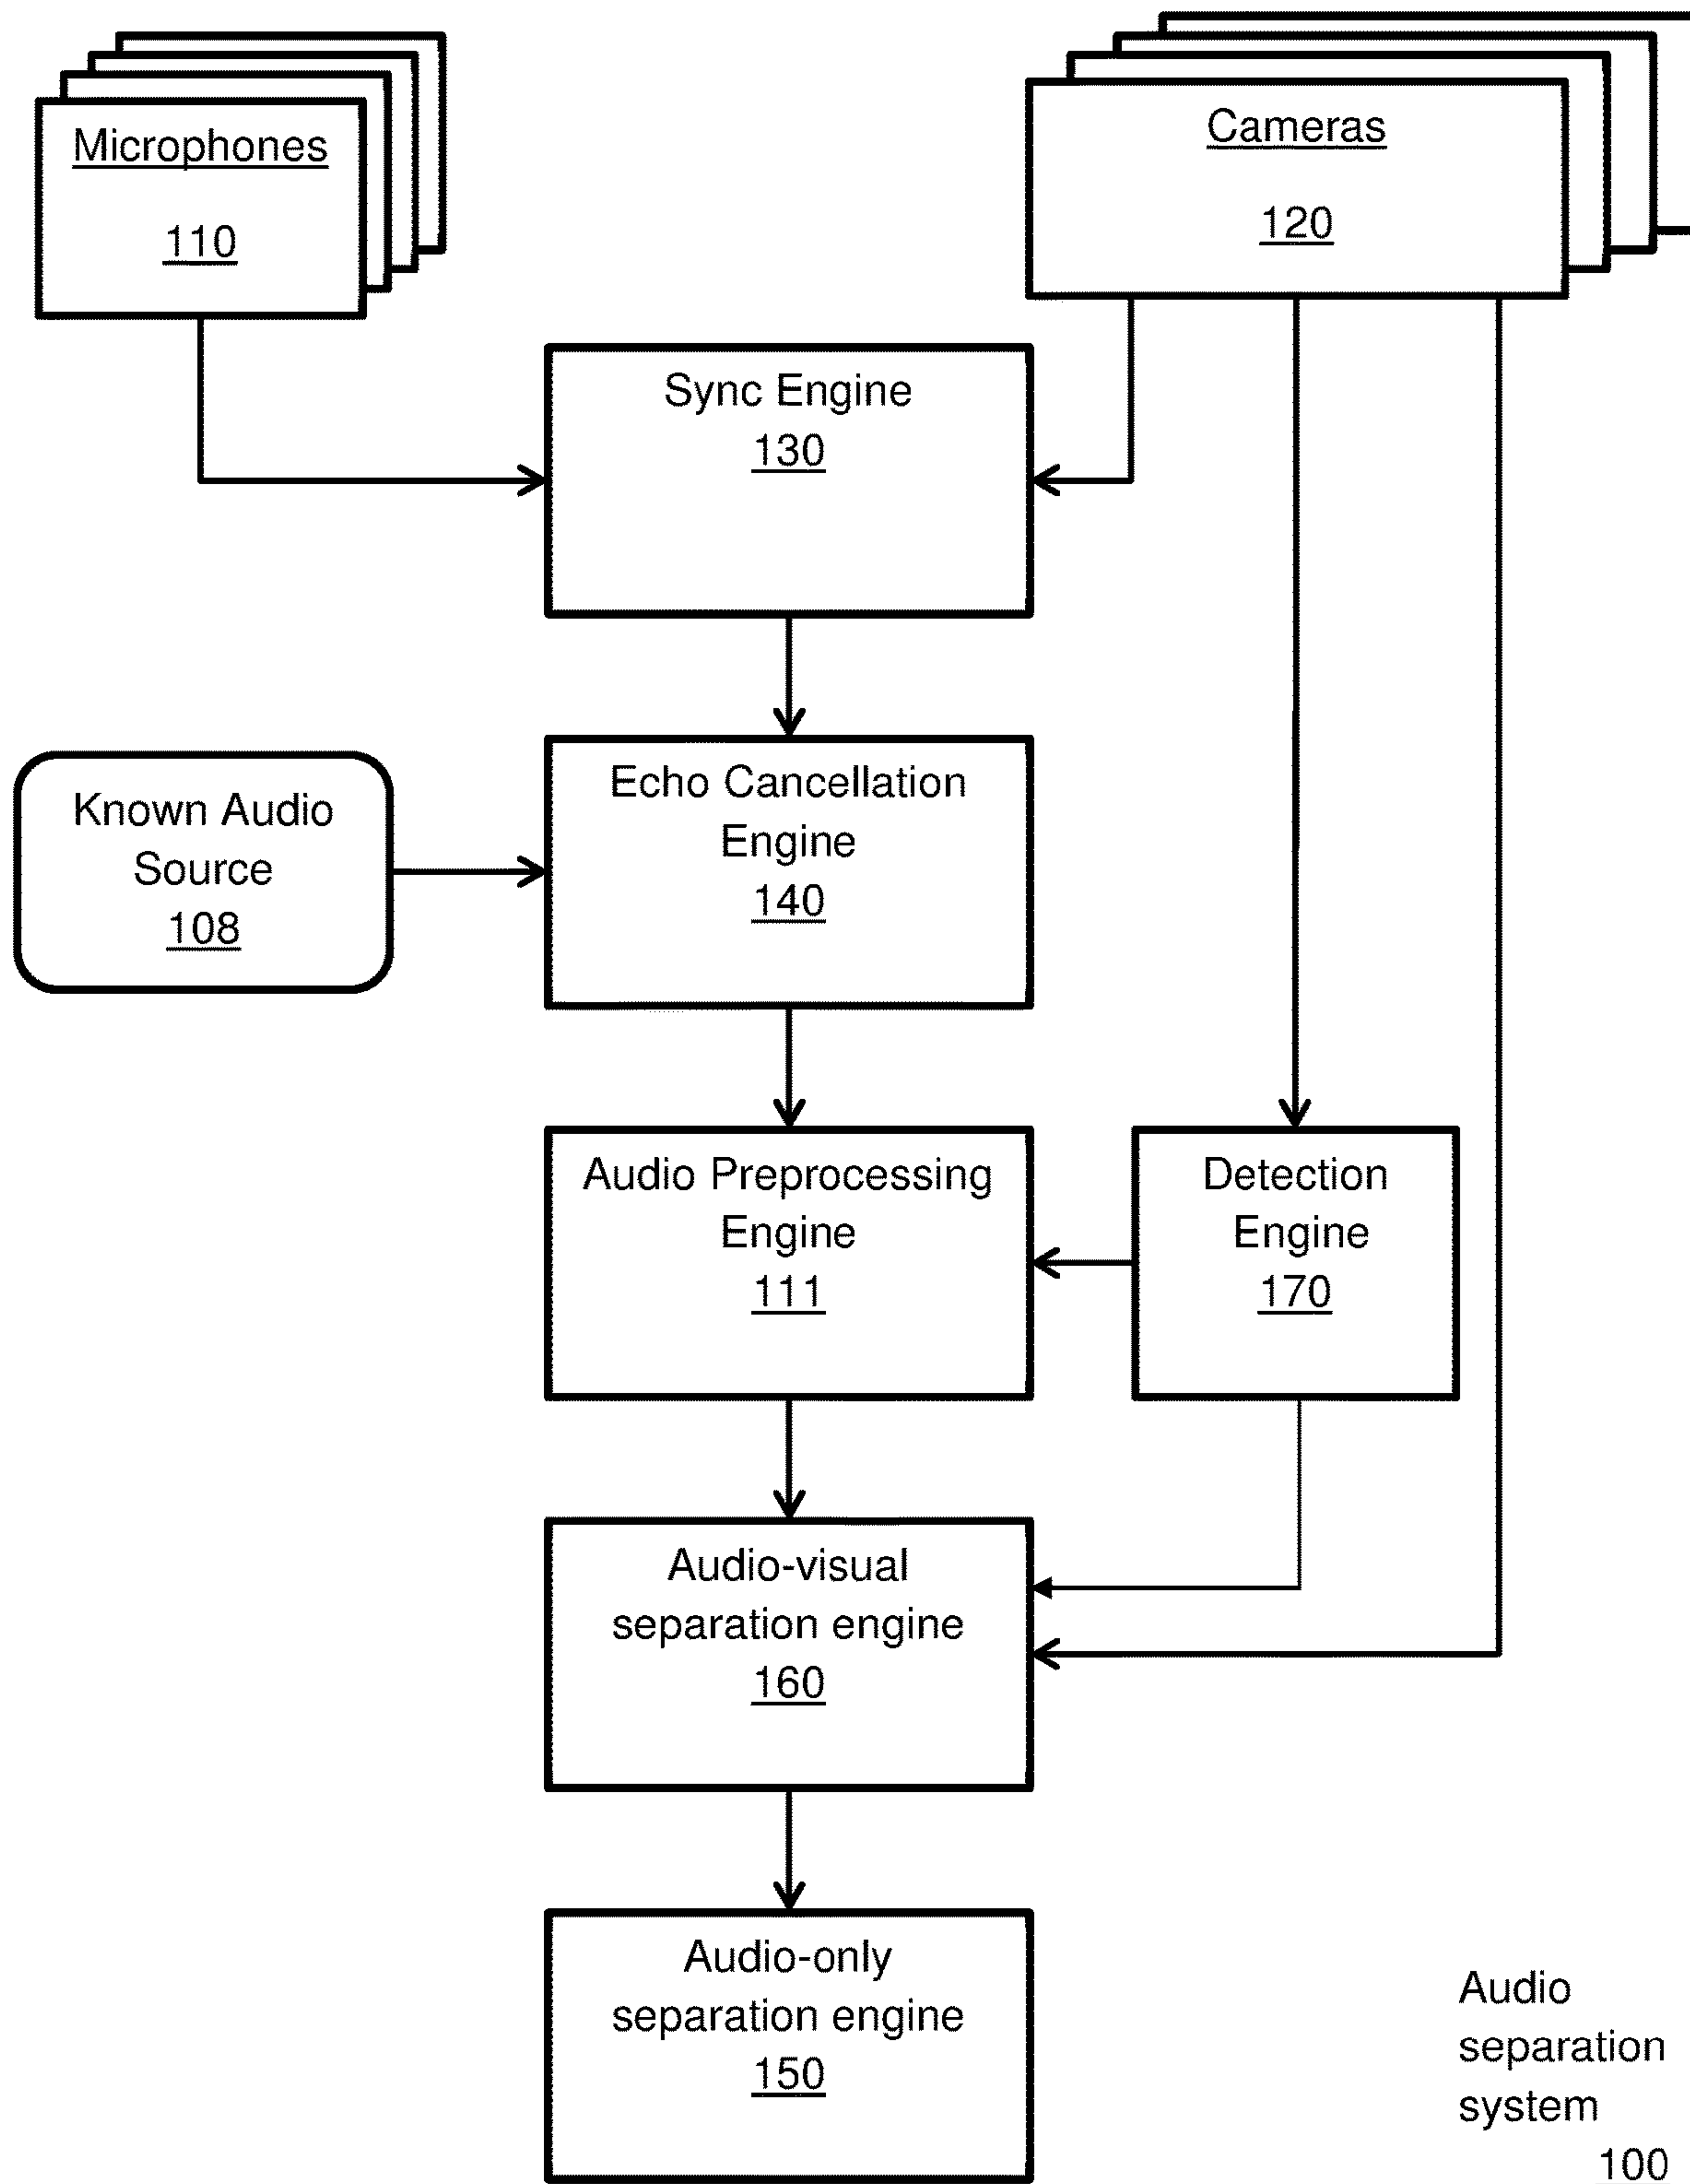 Microphones
110
Cameras
120
Sync Engine
130
Known Audio
Source
108
Echo Cancellation
Engine
140
Audio Preprocessing
Engine
111
Detection
Engine
170
Audio-visual
separation engine
160
Audio-only
separation engine
150
Audio
separation
system
100